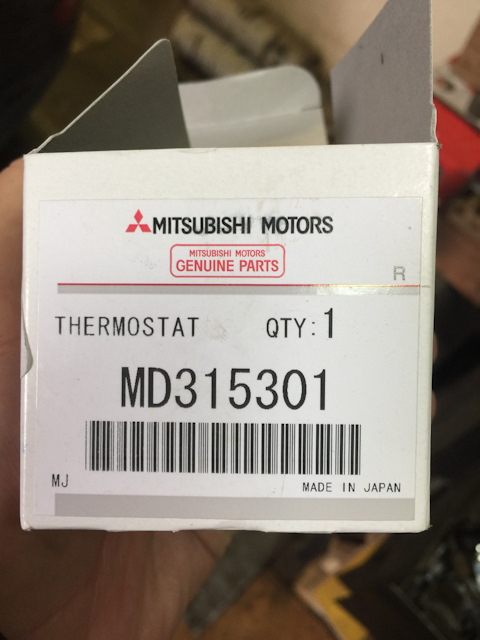 MITSUBISHI MOTORS
MITSUBISHI MOTORS
GENUINE PARTS
R
THERMOSTAT QTY:1
MD315301
MJ MADE IN JAPAN